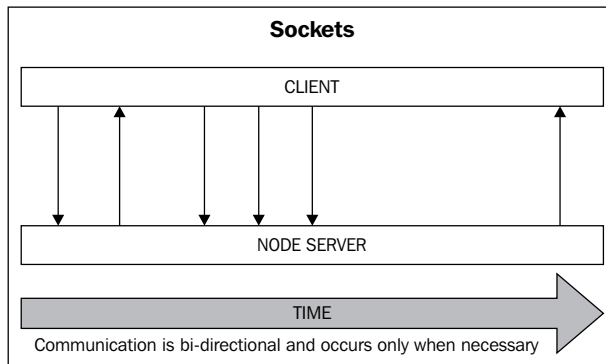 Sockets
CLIENT
NODE SERVER
TIME
Communication is bi-directional and occurs only when necessary